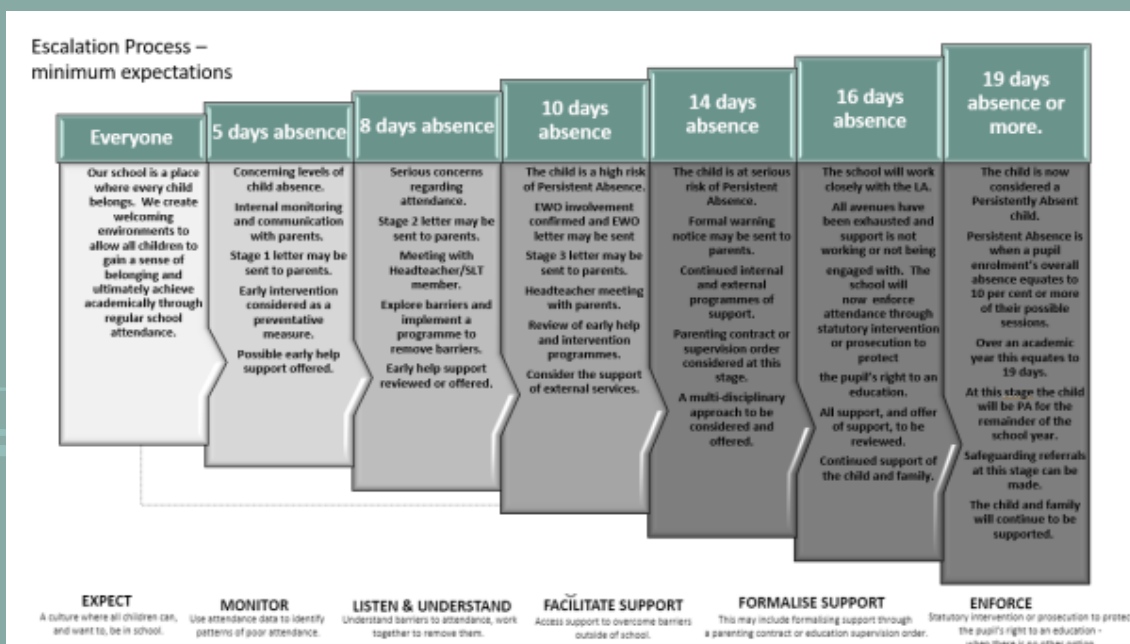 Escalation Process –
minimum expectations
Everyone
Our school is a place
where every child
belongs. We create
welcoming
environments to
allow all children to
gain a sense of
belonging and
ultimately achieve
academically through
regular school
attendance.
5 days absence
Concerning levels of
child absence.
Internal monitoring
and communication
with parents.
Stage 1 letter may be
sent to parents.
Early intervention
considered as a
preventative
measure.
Possible early help
support offered.
8 days absence
Serious concerns
regarding
attendance.
Stage 2 letter may be
sent to parents.
Meeting with
Headteacher/SLT
member.
Explore barriers and
implement a
programme to
remove barriers.
Early help support
reviewed or offered.
10 days
absence
The child is a high risk
of Persistent Absence.
EWO involvement
confirmed and EWO
letter may be sent
Stage 3 letter may be
sent to parents.
Headteacher meeting
with parents.
Review of early help
and intervention
programmes.
Consider the support
of external services.
14 days
absence
The child is at serious
risk of Persistent
Absence.
Formal warning
notice may be sent to
parents.
Continued internal
and external
programmes of
support.
Parenting contract or
supervision order
considered at this
stage.
A multi-disciplinary
approach to be
considered and
offered.
16 days
absence
The school will work
closely with the LA.
All avenues have
been exhausted and
support is not
working or not being
engaged with. The
school will
now enforce
attendance through
statutory intervention
or prosecution to
protect
the pupil's right to an
education.
All support, and offer
of support, to be
reviewed.
Continued support of
the child and family.
19 days
absence or
more.
The child is now
considered a
Persistently Absent
child.
Persistent Absence is
when a pupil
enrolment's overall
absence equates to
10 per cent or more
of their possible
sessions.
Over an academic
year this equates to
19 days.
At this stage the child
will be PA for the
remainder of the
school year.
Safeguarding referrals
at this stage can be
made.
The child and family
will continue to be
supported.
EXPECT
A culture where all children can,
and want to, be in school.
MONITOR
Use attendance data to identify
patterns of poor attendance.
LISTEN & UNDERSTAND
Understand barriers to attendance, work
together to remove them.
FACILITATE SUPPORT
Access support to overcome barriers
outside of school.
FORMALISE SUPPORT
This may include formalising support through
a parenting contract or education supervision order.
ENFORCE
Statutory intervention or prosecution to protect
the pupil's right to an education -